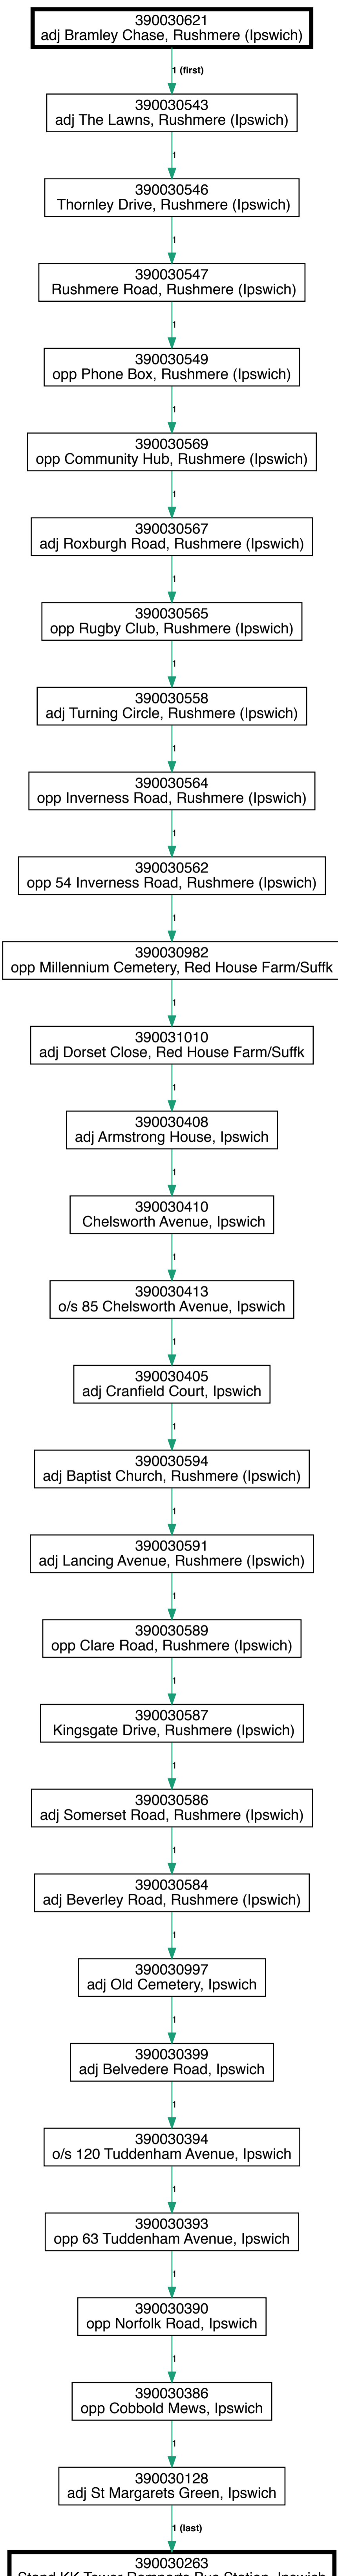 390030621
adj Bramley Chase, Rushmere (Ipswich)
1 (first)
390030543
adj The Lawns, Rushmere (Ipswich)
1
390030546
Thornley Drive, Rushmere (Ipswich)
1
390030547
Rushmere Road, Rushmere (Ipswich)
1
390030549
opp Phone Box, Rushmere (Ipswich)
1
390030569
opp Community Hub, Rushmere (Ipswich)
1
390030567
adj Roxburgh Road, Rushmere (Ipswich)
1
390030565
opp Rugby Club, Rushmere (Ipswich)
1
390030558
adj Turning Circle, Rushmere (Ipswich)
1
390030564
opp Inverness Road, Rushmere (Ipswich)
1
390030562
opp 54 Inverness Road, Rushmere (Ipswich)
1
390030982
opp Millennium Cemetery, Red House Farm/Suffk
1
390031010
adj Dorset Close, Red House Farm/Suffk
1
390030408
adj Armstrong House, Ipswich
1
390030410
Chelsworth Avenue, Ipswich
1
390030413
o/s 85 Chelsworth Avenue, Ipswich
1
390030405
adj Cranfield Court, Ipswich
1
390030594
adj Baptist Church, Rushmere (Ipswich)
1
390030591
adj Lancing Avenue, Rushmere (Ipswich)
1
390030589
opp Clare Road, Rushmere (Ipswich)
1
390030587
Kingsgate Drive, Rushmere (Ipswich)
1
390030586
adj Somerset Road, Rushmere (Ipswich)
1
390030584
adj Beverley Road, Rushmere (Ipswich)
1
390030997
adj Old Cemetery, Ipswich
1
390030399
adj Belvedere Road, Ipswich
1
390030394
o/s 120 Tuddenham Avenue, Ipswich
1
390030393
opp 63 Tuddenham Avenue, Ipswich
1
390030390
opp Norfolk Road, Ipswich
1
390030386
opp Cobbold Mews, Ipswich
1
390030128
adj St Margarets Green, Ipswich
1 (last)
390030263
Stand KK Tower Ramparts Bus Station, Ipswich